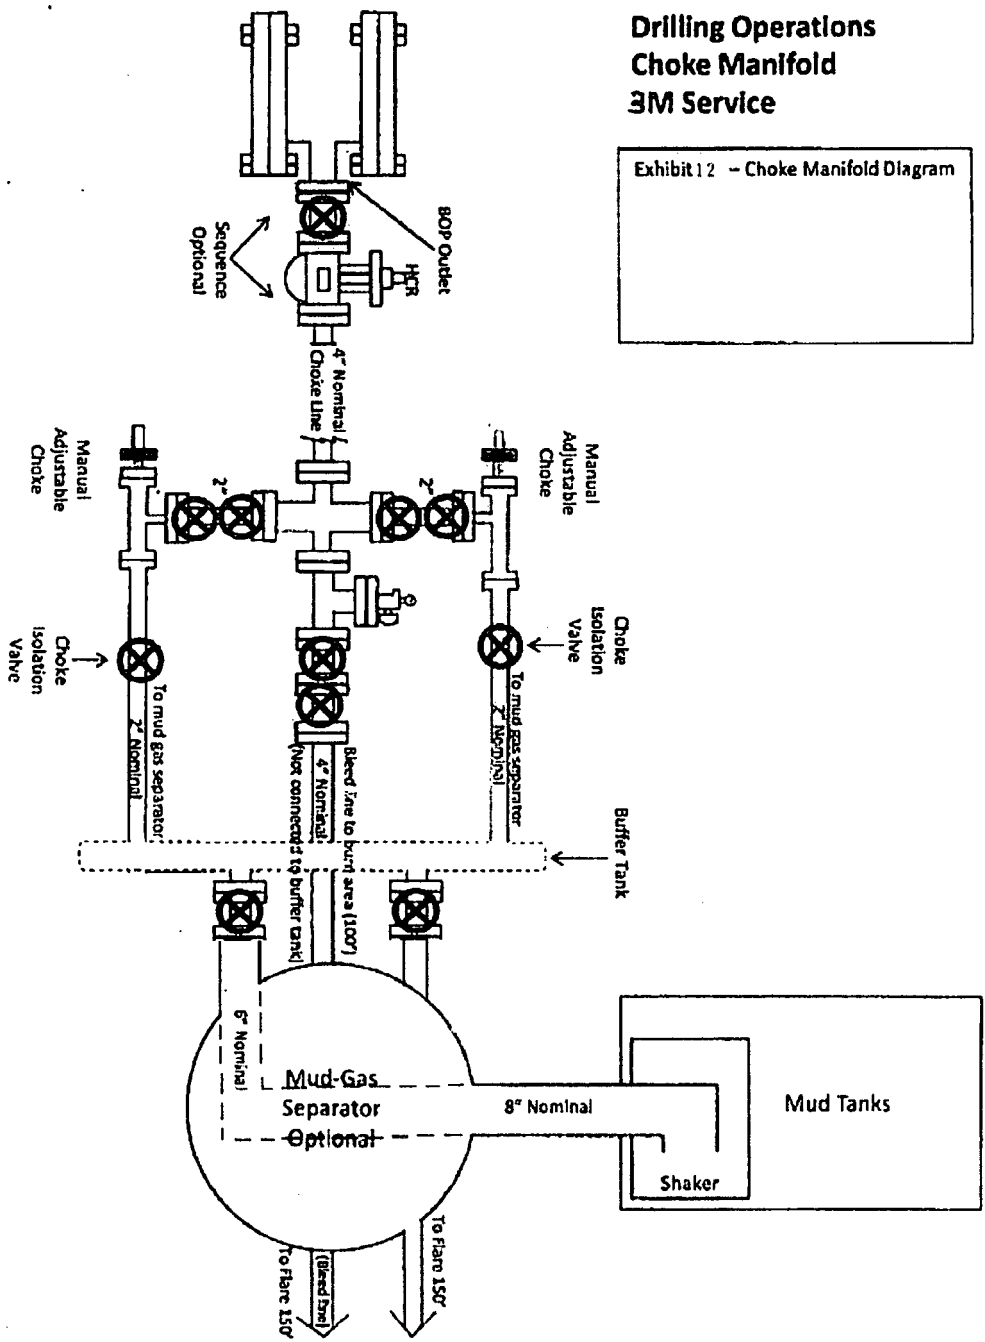 Drilling Operations
Choke Manifold
3M Service
Exhibit 12 - Choke Manifold Diagram
BOP Outlet
HCR
Sequence
Optional
4" Nominal
Choke Line
Manual
Adjustable
Choke
2"
2"
Manual
Adjustable
Choke
Choke
Isolation
Valve
Choke
Isolation
Valve
To mud gas separator
2" Nominal
To mud gas separator
2" Nominal
Bleed line to burn area (100')
4" Nominal
(Not connected to buffer tank)
Buffer Tank
6" Nominal
Mud-Gas
Separator
Optional
8" Nominal
Mud Tanks
Shaker
To Flare 150'
(Bleed line)
To Flare 150'